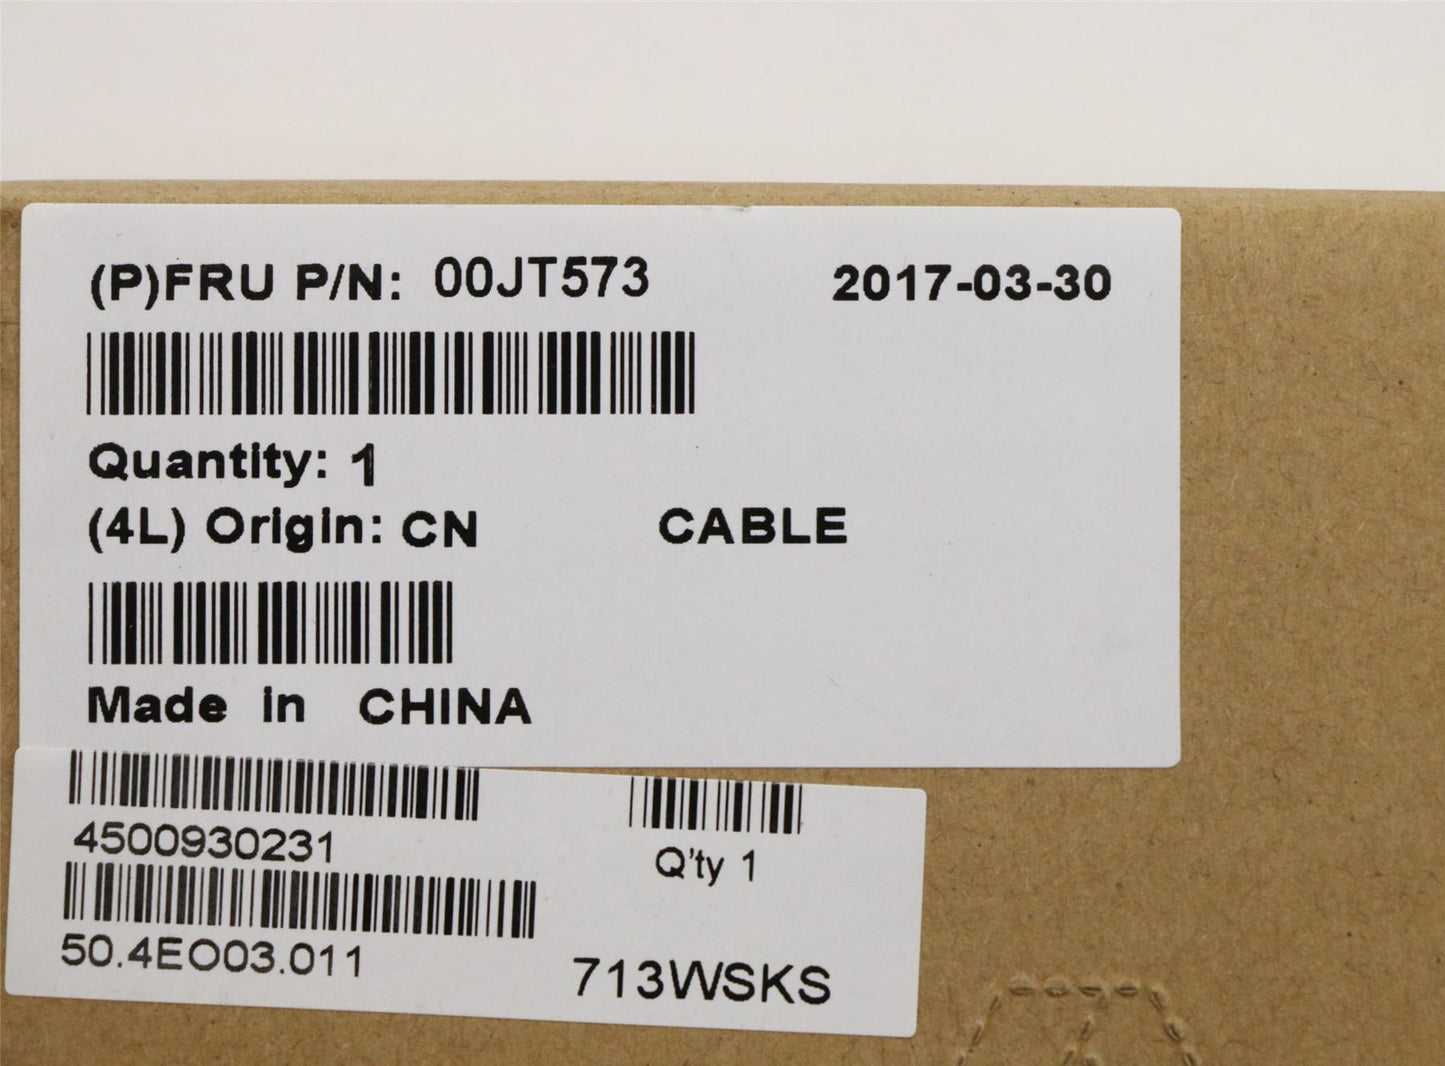 (P)FRU P/N: 00JT573 2017-03-30
Quantity: 1
(4L) Origin: CN CABLE
Made in CHINA
4500930231
Q'ty 1
50.4EO03.011
713WSKS